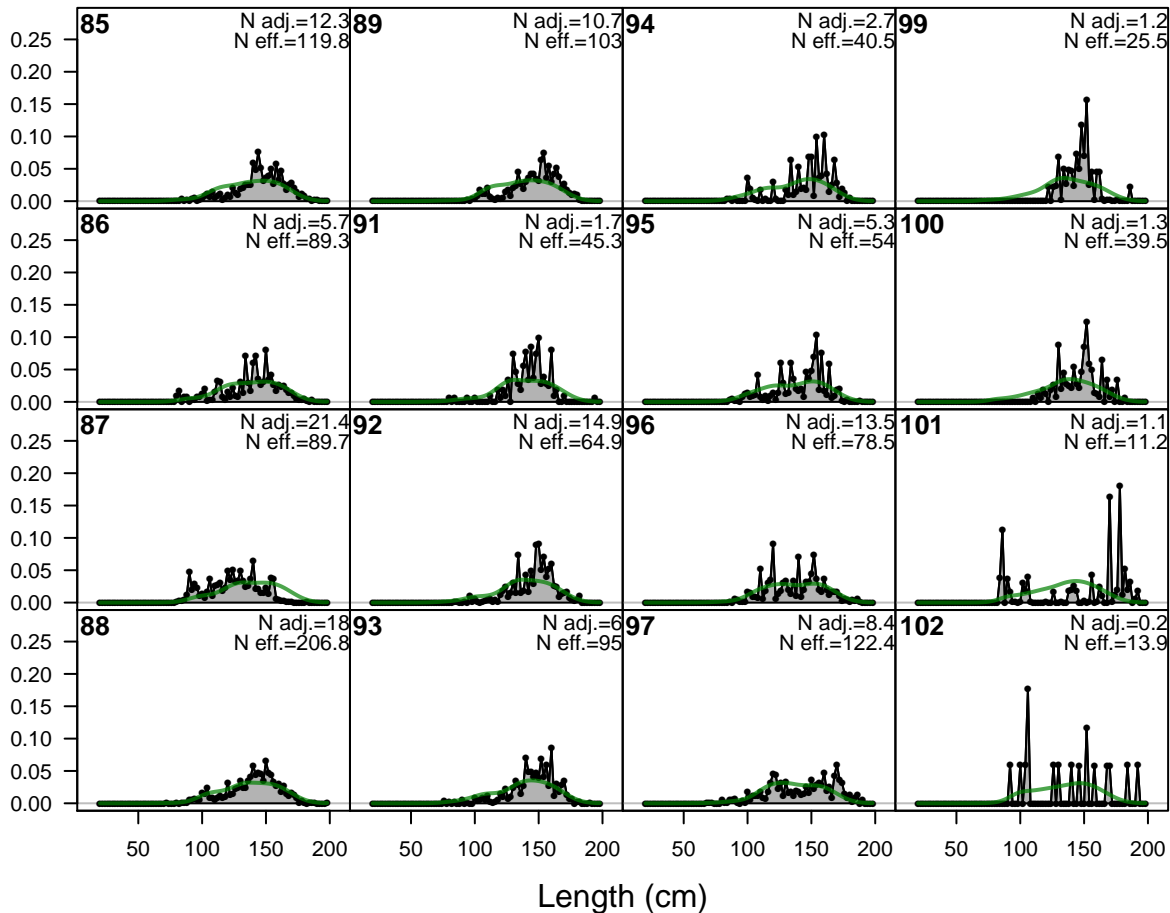 85
N adj.=12.3
N eff.=119.8
89
N adj.=10.7
N eff.=103
94
N adj.=2.7
N eff.=40.5
99
N adj.=1.2
N eff.=25.5
0.25
0.20
0.15
0.10
0.05
0.00
86
N adj.=5.7
N eff.=89.3
91
N adj.=1.7
N eff.=45.3
95
N adj.=5.3
N eff.=54
100
N adj.=1.3
N eff.=39.5
0.25
0.20
0.15
0.10
0.05
0.00
87
N adj.=21.4
N eff.=89.7
92
N adj.=14.9
N eff.=64.9
96
N adj.=13.5
N eff.=78.5
101
N adj.=1.1
N eff.=11.2
0.25
0.20
0.15
0.10
0.05
0.00
88
N adj.=18
N eff.=206.8
93
N adj.=6
N eff.=95
97
N adj.=8.4
N eff.=122.4
102
N adj.=0.2
N eff.=13.9
0.25
0.20
0.15
0.10
0.05
0.00
50 100 150 200 50 100 150 200 50 100 150 200 50 100 150 200
Length (cm)